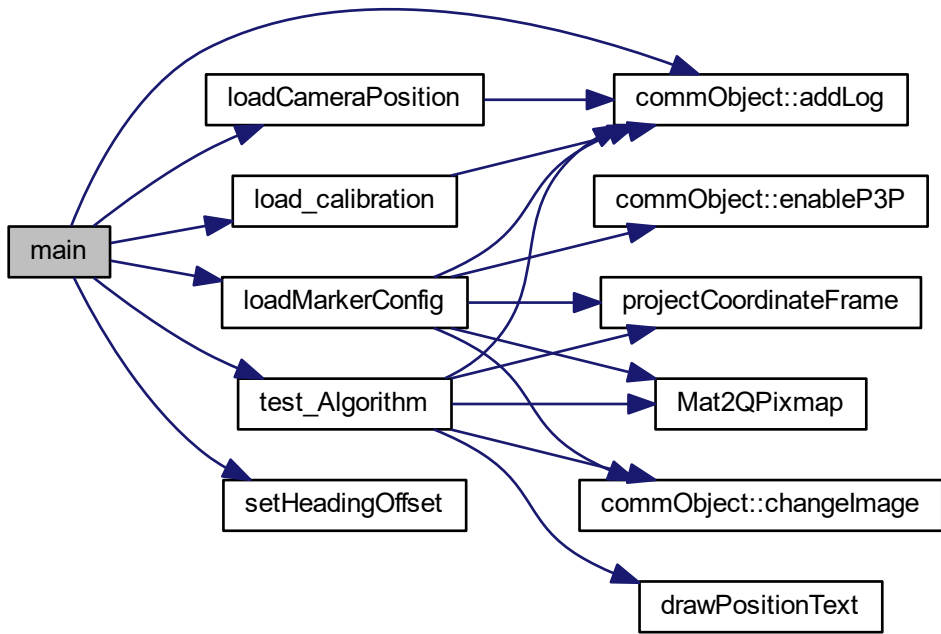 main
loadCameraPosition
load_calibration
loadMarkerConfig
test_Algorithm
setHeadingOffset
commObject::addLog
commObject::enableP3P
projectCoordinateFrame
Mat2QPixmap
commObject::changeImage
drawPositionText